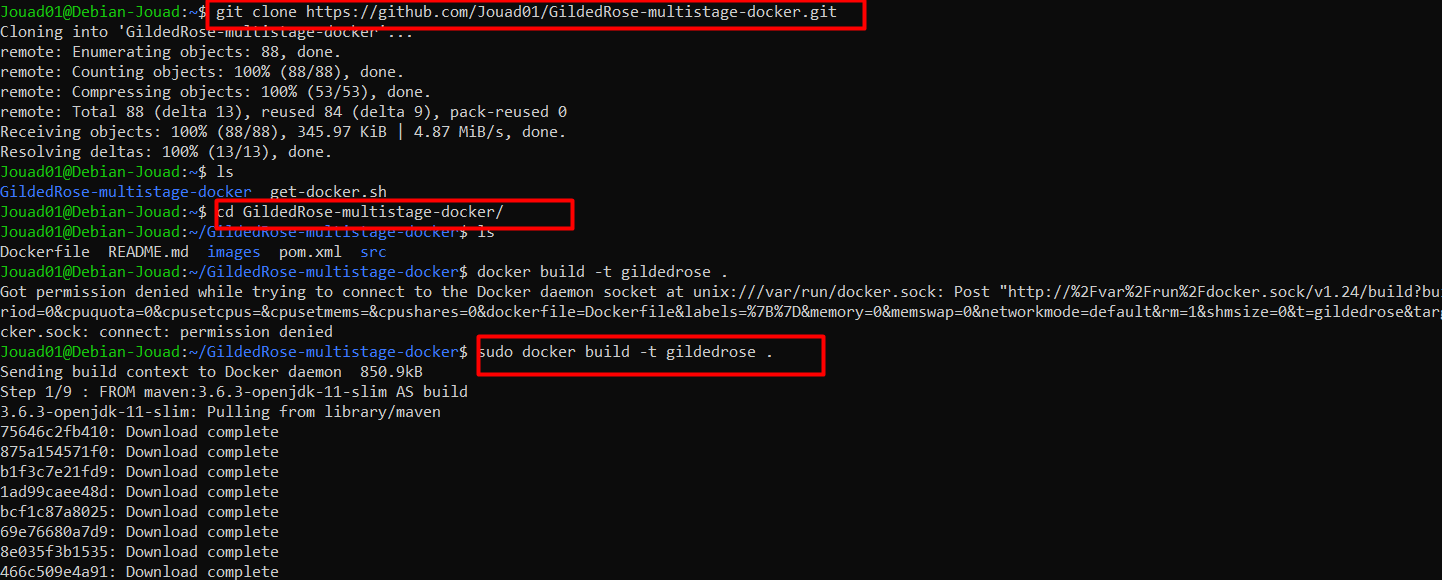 Jouad01@Debian-Jouad:~$ git clone https://github.com/Jouad01/GildedRose-multistage-docker.git
Cloning into 'GildedRose-multistage-docker'...
remote: Enumerating objects: 88, done.
remote: Counting objects: 100% (88/88), done.
remote: Compressing objects: 100% (53/53), done.
remote: Total 88 (delta 13), reused 84 (delta 9), pack-reused 0
Receiving objects: 100% (88/88), 345.97 KiB | 4.87 MiB/s, done.
Resolving deltas: 100% (13/13), done.
Jouad01@Debian-Jouad:~$ ls
GildedRose-multistage-docker  get-docker.sh
Jouad01@Debian-Jouad:~$ cd GildedRose-multistage-docker/
Jouad01@Debian-Jouad:~/GildedRose-multistage-docker$ ls
Dockerfile  README.md  images  pom.xml  src
Jouad01@Debian-Jouad:~/GildedRose-multistage-docker$ docker build -t gildedrose .
Got permission denied while trying to connect to the Docker daemon socket at unix:///var/run/docker.sock: Post "http://%2Fvar%2Frun%2Fdocker.sock/v1.24/build?bu
riod=0&cpuquota=0&cpusetcpus=&cpusetmems=&cpushares=0&dockerfile=Dockerfile&labels=%7B%7D&memory=0&memswap=0&networkmode=default&rm=1&shmsize=0&t=gildedrose&targ
cker.sock: connect: permission denied
Jouad01@Debian-Jouad:~/GildedRose-multistage-docker$ sudo docker build -t gildedrose .
Sending build context to Docker daemon  850.9kB
Step 1/9 : FROM maven:3.6.3-openjdk-11-slim AS build
3.6.3-openjdk-11-slim: Pulling from library/maven
75646c2fb410: Download complete
875a154571f0: Download complete
b1f3c7e21fd9: Download complete
1ad99caee48d: Download complete
bcf1c87a8025: Download complete
69e76680a7d9: Download complete
8e035f3b1535: Download complete
466c509e4a91: Download complete